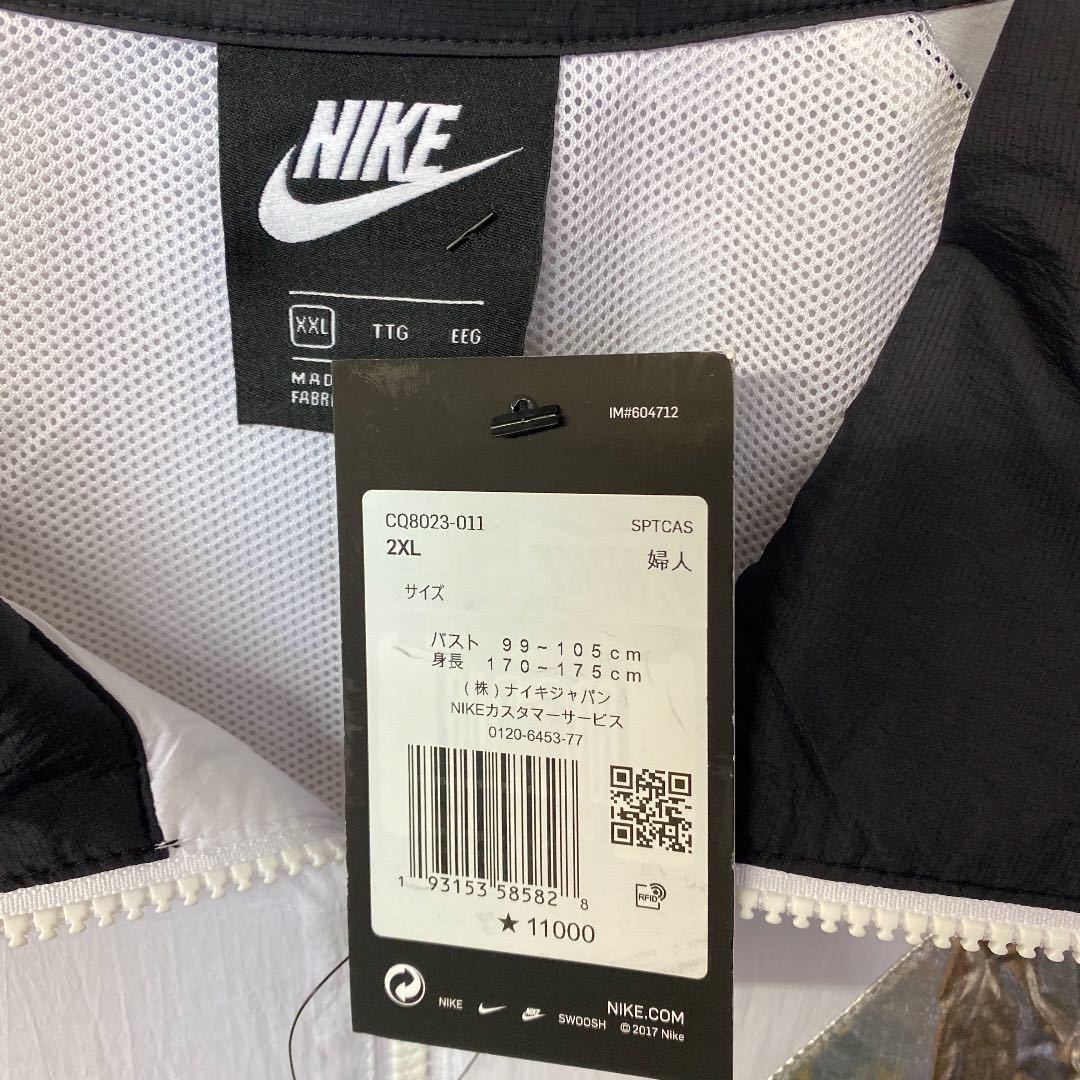 NIKE
XXL TTG EEG
MAD
FABRI
IM#604712
CQ8023-011 SPTCAS
2XL 婦人
サイズ
バスト 99~105cm
身長 170~175cm
(株)ナイキジャパン
NIKEカスタマーサービス
0120-6453-77
1 93153 58582 8
RFID
★ 11000
NIKE NIKE SWOOSH NIKE.COM
© 2017 Nike